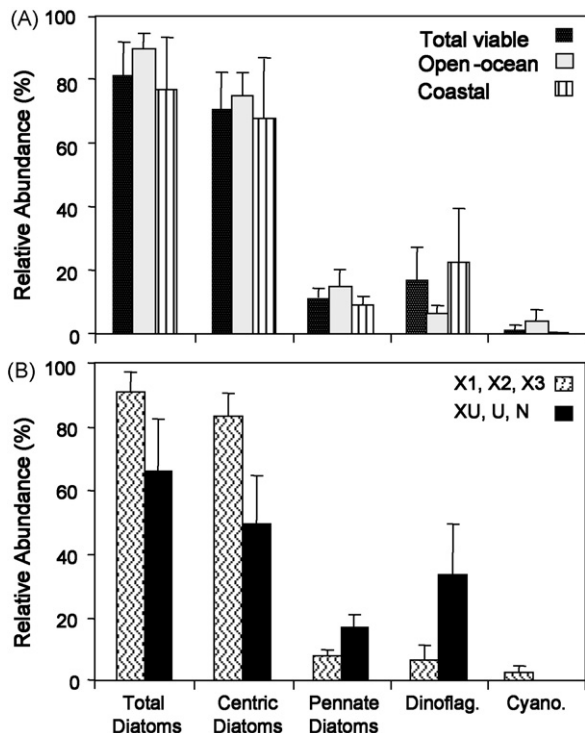 (A)
Relative Abundance (%)
100
80
60
40
20
0
Total viable
Open-ocean
Coastal
(B)
Relative Abundance (%)
100
80
60
40
20
0
X1, X2, X3
XU, U, N
Total Diatoms
Centric Diatoms
Pennate Diatoms
Dinoflag.
Cyano.